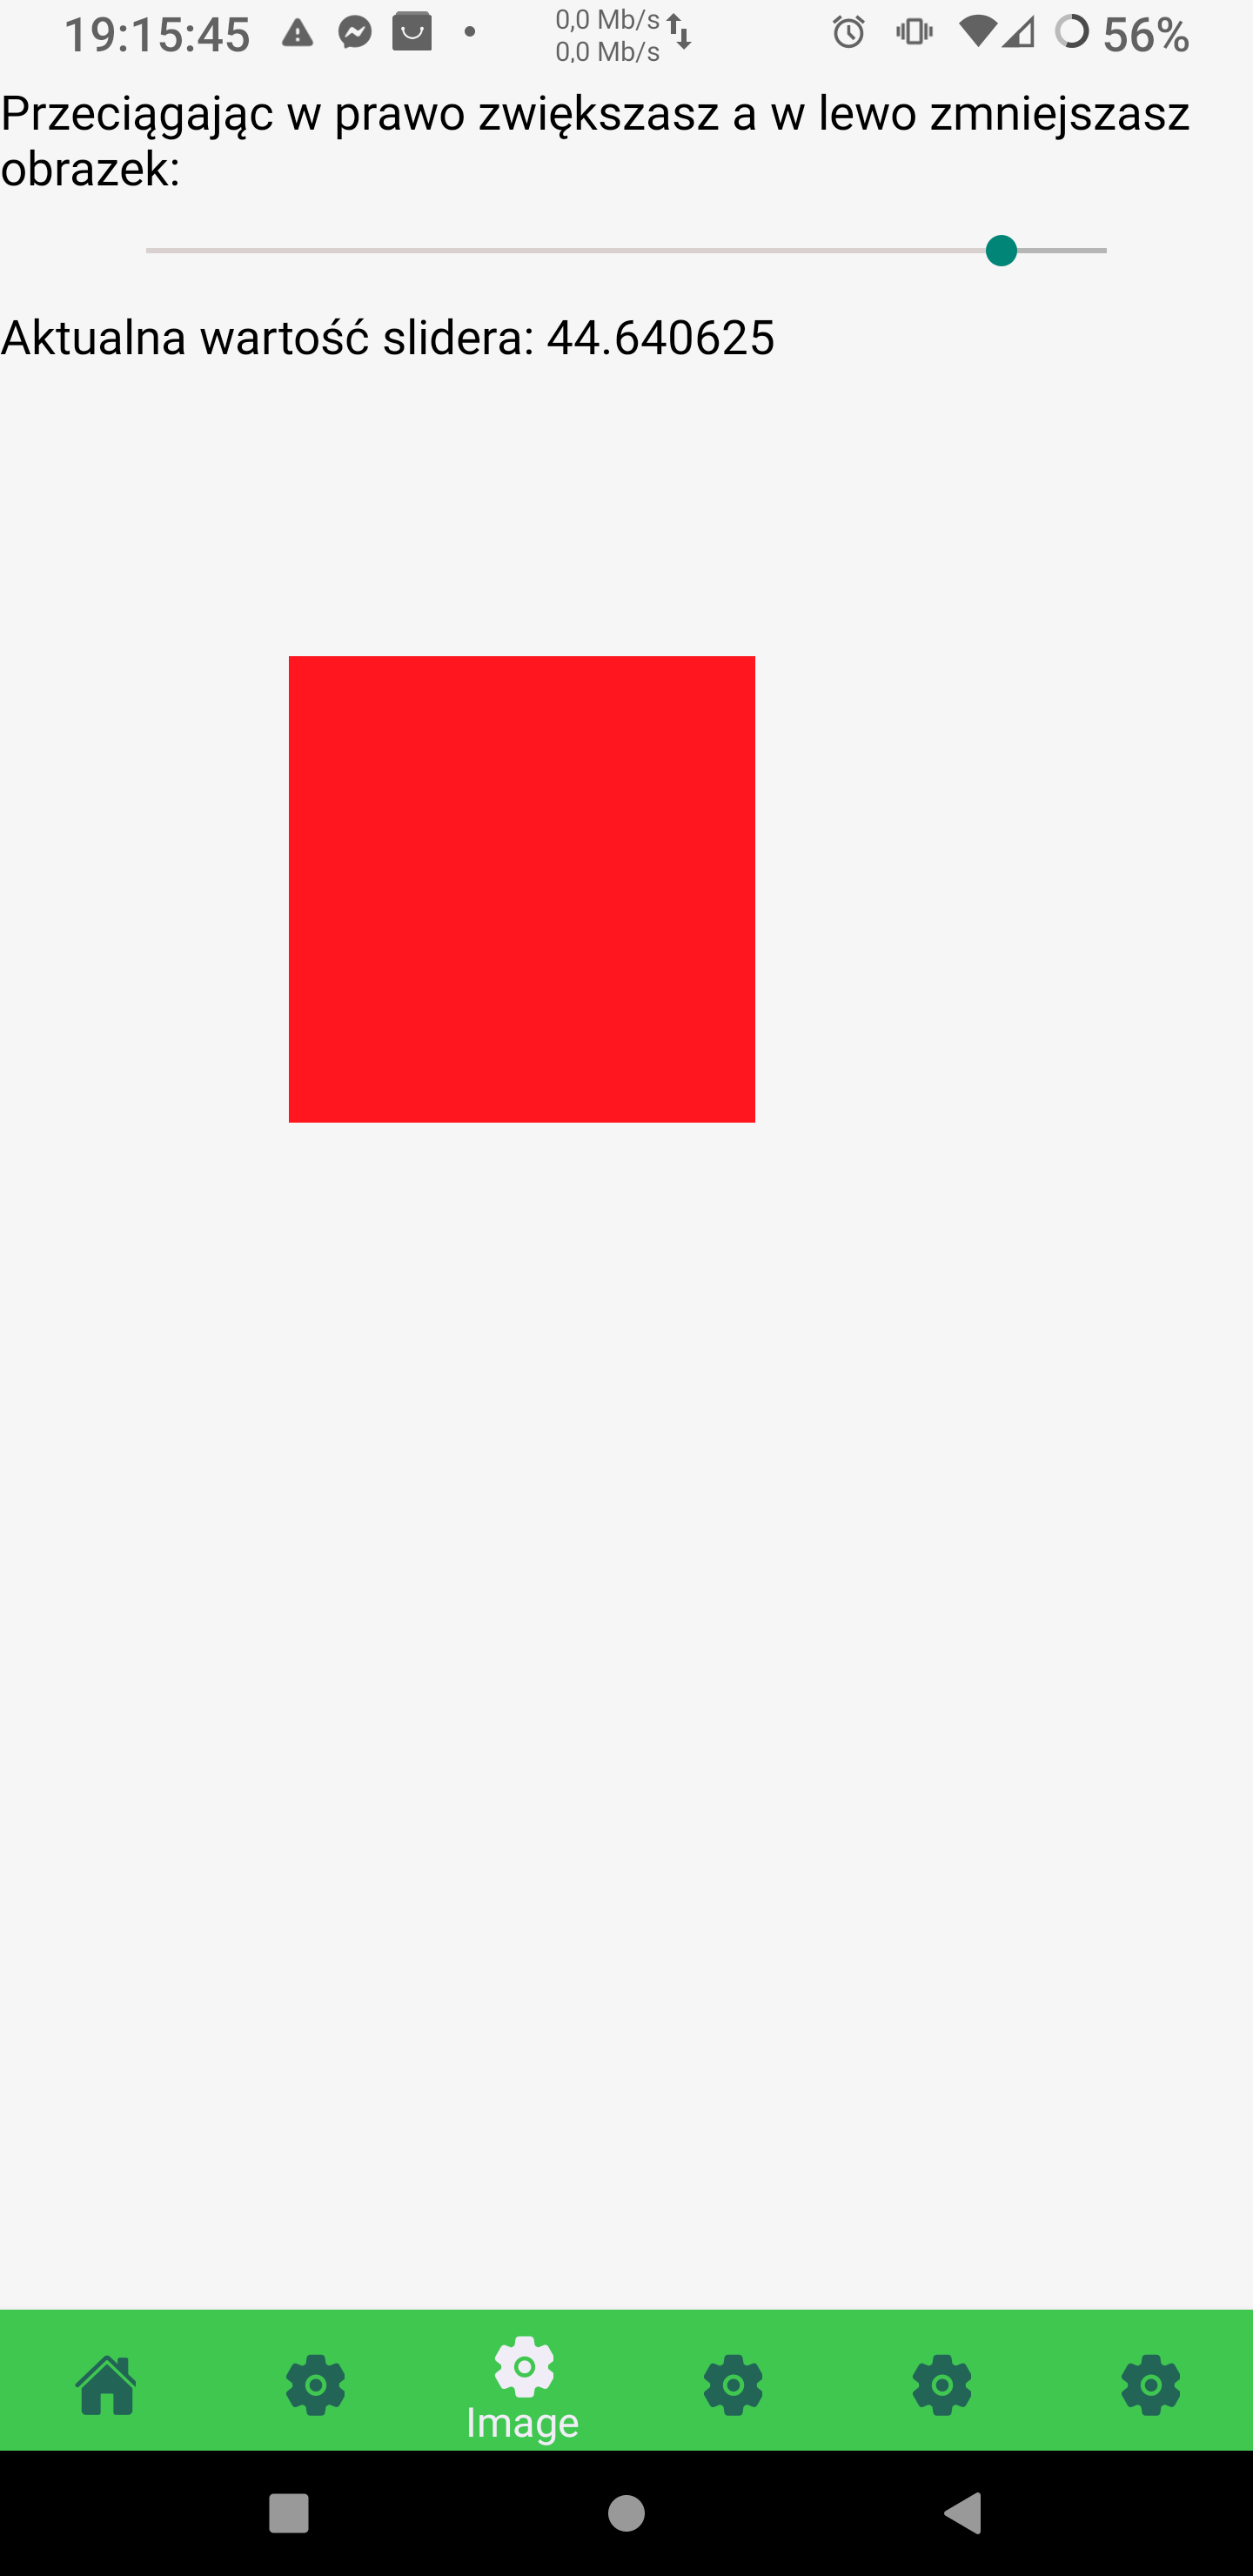 19:15:45
0,0 Mb/s
0,0 Mb/s
56%
Przeciągając w prawo zwiększasz a w lewo zmniejszasz
obrazek:
Aktualna wartość slidera: 44.640625
Image